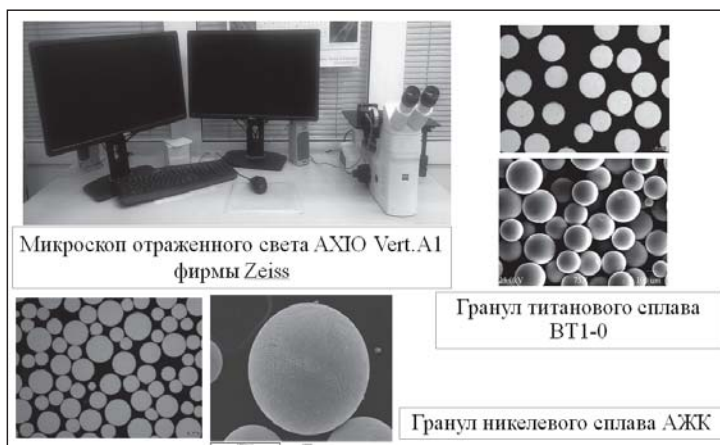 Микроскоп отраженного света AXIO Vert.A1
фирмы Zeiss
Гранул титанового сплава
ВТ1-0
Гранул никелевого сплава АЖК